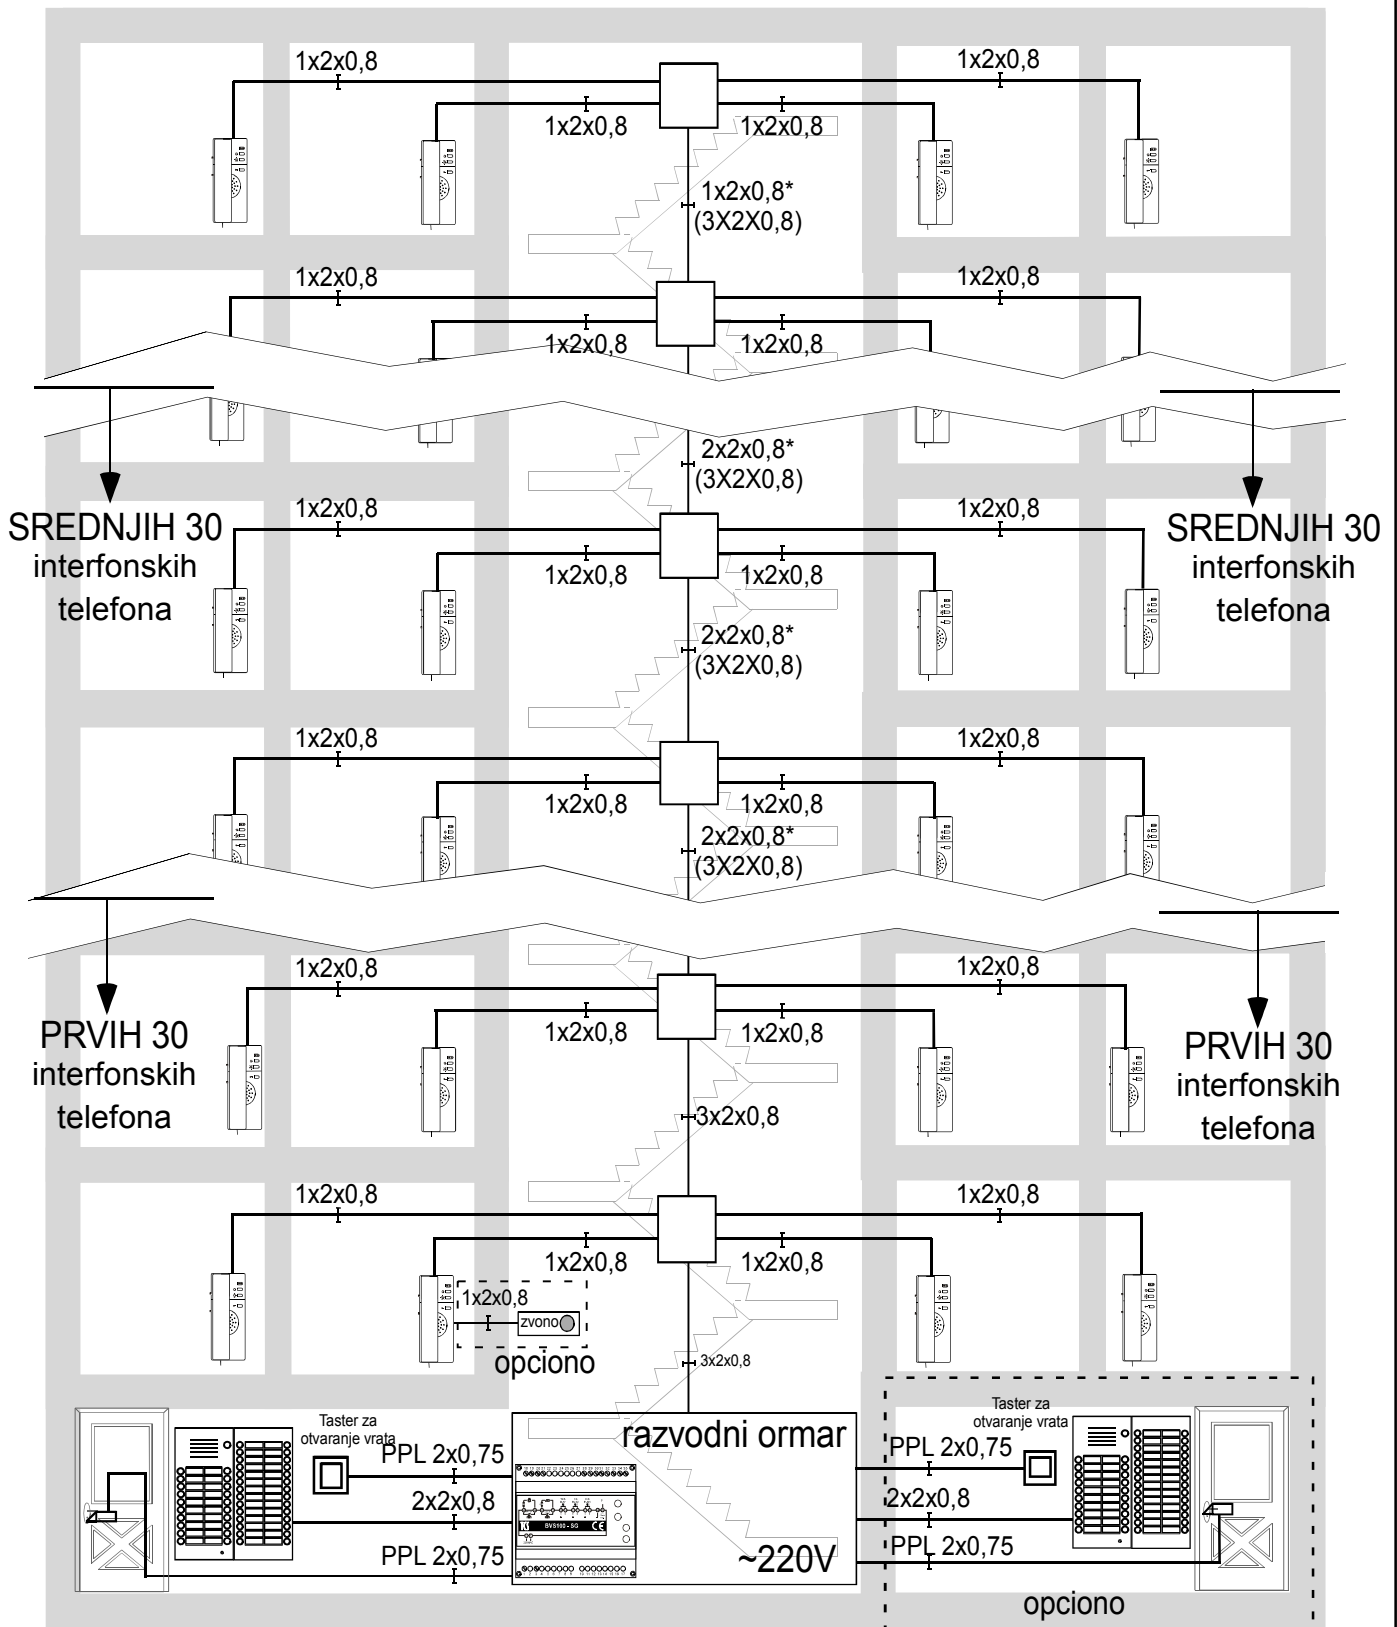 1x2x0,8
1x2x0,8
1x2x0,8
1x2x0,8
1x2x0,8*
(3X2X0,8)
1x2x0,8
1x2x0,8
1x2x0,8
1x2x0,8
2x2x0,8*
(3X2X0,8)
SREDNJIH 30
interfonskih
telefona
SREDNJIH 30
interfonskih
telefona
1x2x0,8
1x2x0,8
1x2x0,8
1x2x0,8
2x2x0,8*
(3X2X0,8)
1x2x0,8
1x2x0,8
1x2x0,8
1x2x0,8
2x2x0,8*
(3X2X0,8)
1x2x0,8
1x2x0,8
1x2x0,8
1x2x0,8
PRVIH 30
interfonskih
telefona
PRVIH 30
interfonskih
telefona
3x2x0,8
1x2x0,8
1x2x0,8
1x2x0,8
1x2x0,8
1x2x0,8
zvono
opciono
3x2x0,8
Taster za
otvaranje vrata
PPL 2x0,75
2x2x0,8
PPL 2x0,75
razvodni ormar
BVS100 - SG
CE
~220V
Taster za
otvaranje vrata
PPL 2x0,75
2x2x0,8
PPL 2x0,75
opciono